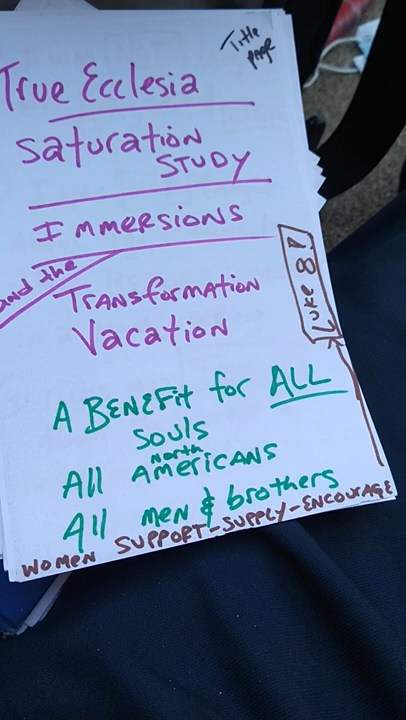 Title
page
True Ecclesia
Saturation
STUDY
Immersions
and the
Transformation
Vacation
Luke 8
A Benefit for ALL
souls
North
All Americans
All men & brothers
WOMEN SUPPORT-SUPPLY-ENCOURAGE